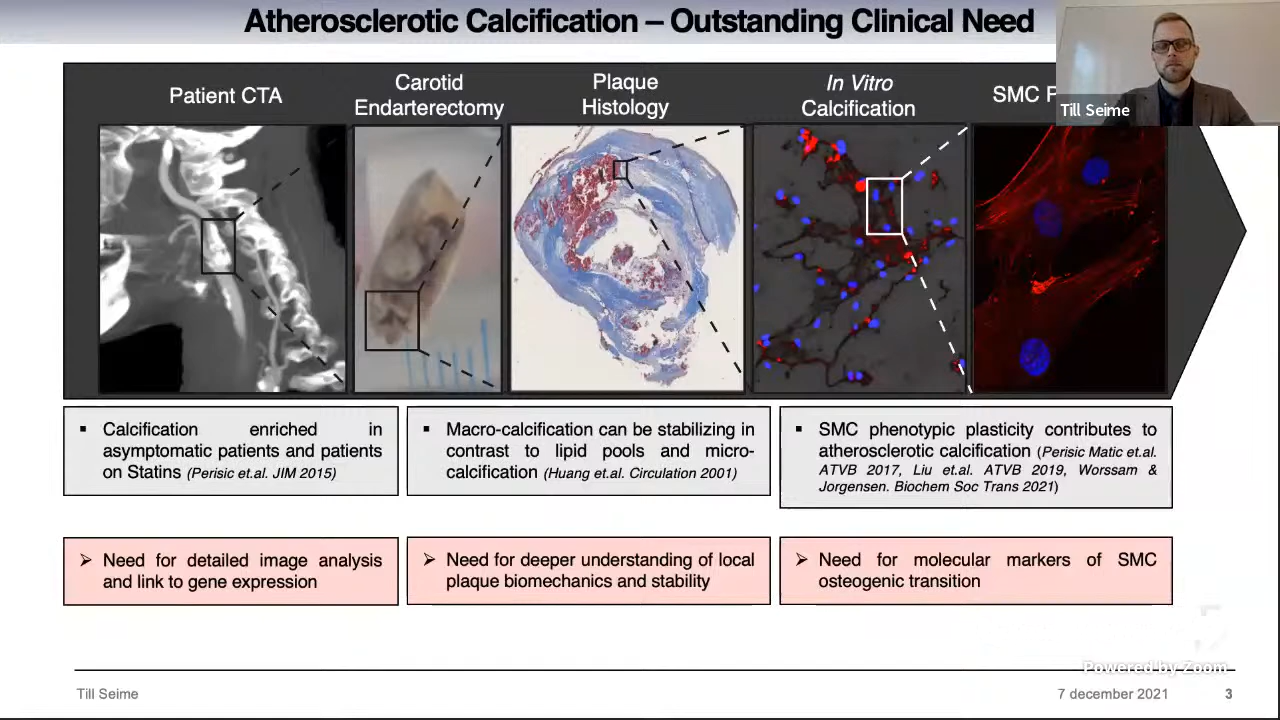 Atherosclerotic Calcification – Outstanding Clinical Need
Patient CTA
Carotid
Endarterectomy
Plaque
Histology
In Vitro
Calcification
SMC
Till Seime
▪ Calcification enriched in
asymptomatic patients and patients
on Statins (Perisic et.al. JIM 2015)
▪ Macro-calcification can be stabilizing in
contrast to lipid pools and micro-
calcification (Huang et.al. Circulation 2001)
▪ SMC phenotypic plasticity contributes to
atherosclerotic calcification (Perisic Matic et.al.
ATVB 2017, Liu et.al. ATVB 2019, Worssam &
Jorgensen. Biochem Soc Trans 2021)
➢ Need for detailed image analysis
and link to gene expression
➢ Need for deeper understanding of local
plaque biomechanics and stability
➢ Need for molecular markers of SMC
osteogenic transition
Powered by Zoom
Till Seime
7 december 2021
3